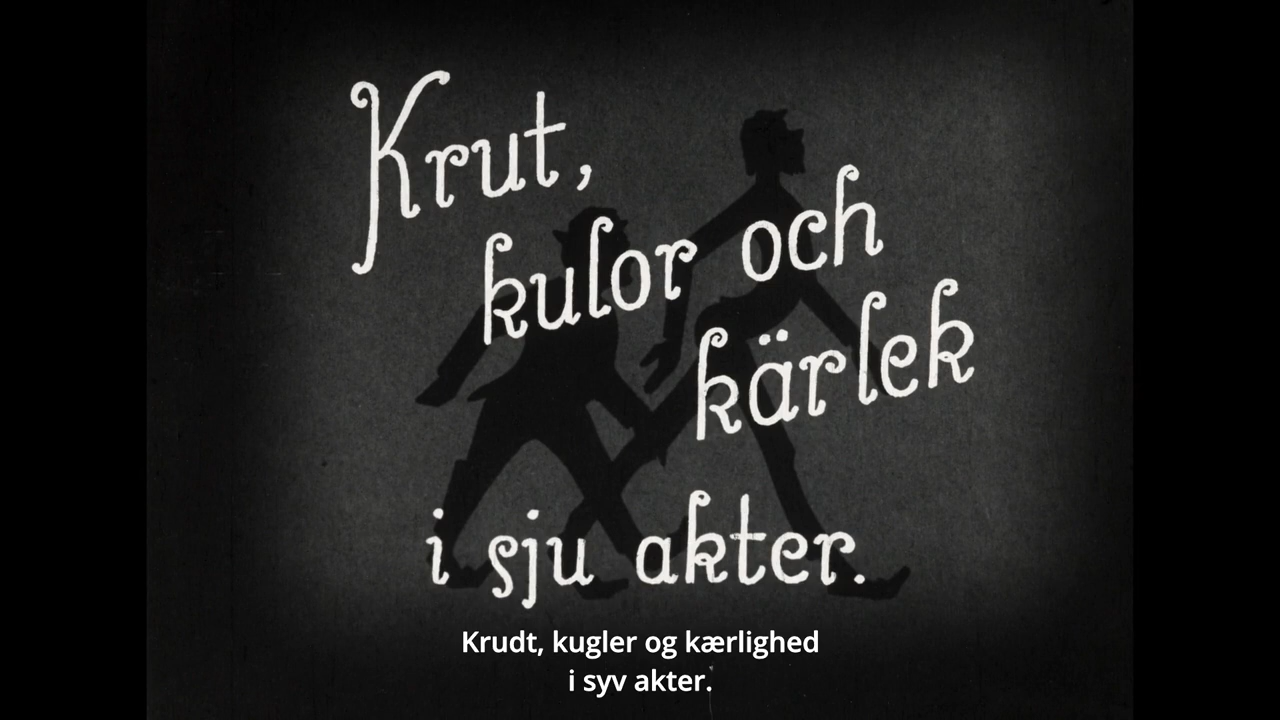 Krut,
kulor och
kärlek
i sju akter.
Krudt, kugler og kærlighed
i syv akter.